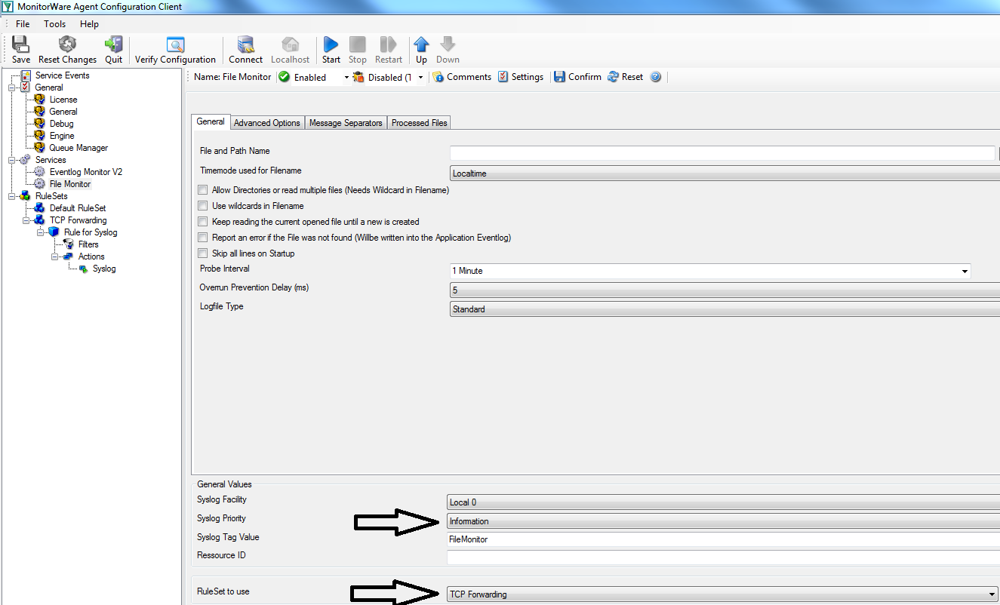 MonitorWare Agent Configuration Client
File Tools Help
Save Reset Changes Quit Verify Configuration Connect Localhost Start Stop Restart Up Down
Service Events
General
License
General
Debug
Engine
Queue Manager
Services
Eventlog Monitor V2
File Monitor
RuleSets
Default RuleSet
TCP Forwarding
Rule for Syslog
Filters
Actions
Syslog
Name: File Monitor Enabled Disabled (T Comments Settings Confirm Reset
General Advanced Options Message Separators Processed Files
File and Path Name
Timemode used for Filename Localtime
Allow Directories or read multiple files (Needs Wildcard in Filename)
Use wildcards in Filename
Keep reading the current opened file until a new is created
Report an error if the File was not found (Willbe written into the Application Eventlog)
Skip all lines on Startup
Probe Interval 1 Minute
Overrun Prevention Delay (ms) 5
Logfile Type Standard
General Values
Syslog Facility Local 0
Syslog Priority Information
Syslog Tag Value FileMonitor
Ressource ID
RuleSet to use TCP Forwarding